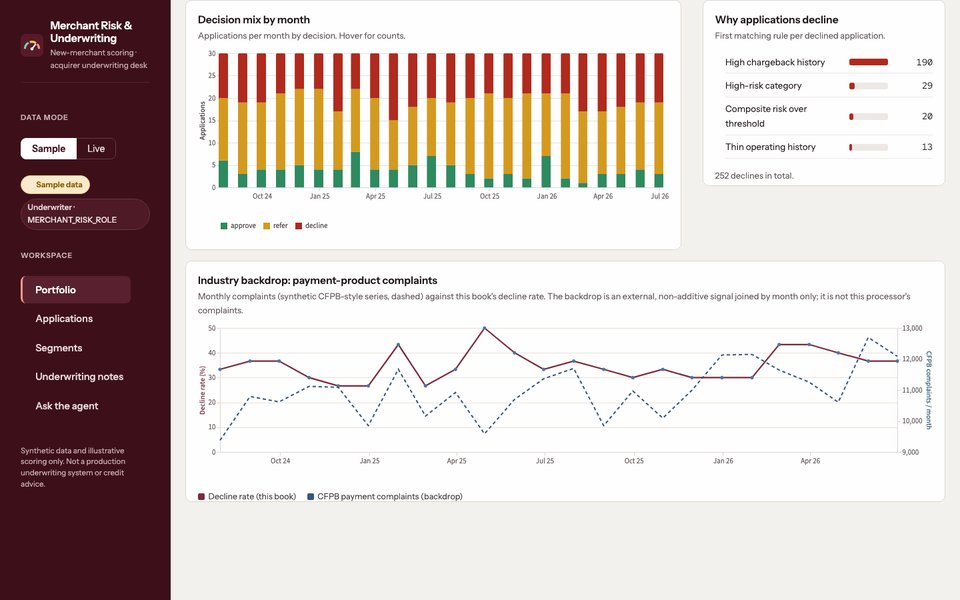 Merchant Risk &
Underwriting
New-merchant scoring ·
acquirer underwriting desk
DATA MODE
Sample
Live
Sample data
Underwriter ·
MERCHANT_RISK_ROLE
WORKSPACE
Portfolio
Applications
Segments
Underwriting notes
Ask the agent
Synthetic data and illustrative
scoring only. Not a production
underwriting system or credit
advice.
Decision mix by month
Applications per month by decision. Hover for counts.
Applications
30
25
20
15
10
5
0
Oct 24
Jan 25
Apr 25
Jul 25
Oct 25
Jan 26
Apr 26
Jul 26
approve
refer
decline
Why applications decline
First matching rule per declined application.
High chargeback history 190
High-risk category 29
Composite risk over
threshold 20
Thin operating history 13
252 declines in total.
Industry backdrop: payment-product complaints
Monthly complaints (synthetic CFPB-style series, dashed) against this book's decline rate. The backdrop is an external, non-additive signal joined by month only; it is not this processor's
complaints.
Decline rate (%)
50
40
30
20
10
0
13,000
12,000
11,000
10,000
9,000
CFPB complaints / month
Oct 24
Jan 25
Apr 25
Jul 25
Oct 25
Jan 26
Apr 26
Decline rate (this book)
CFPB payment complaints (backdrop)